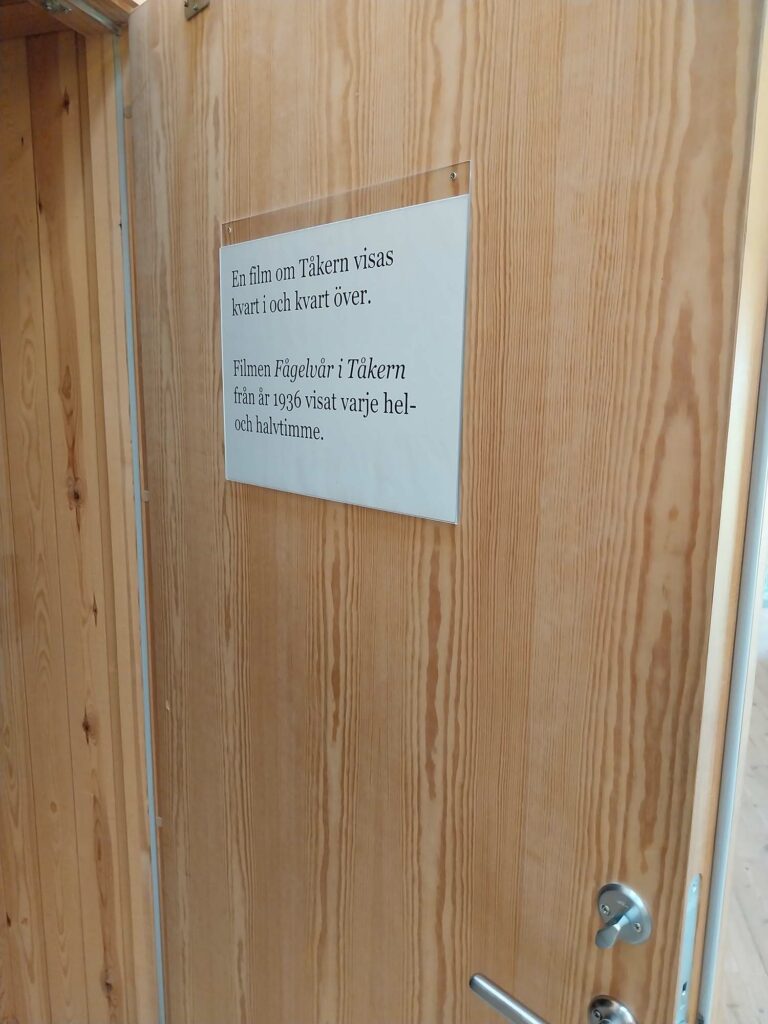 En film om Tåkern visas
kvart i och kvart över.
Filmen Fågelvår i Tåkern
från år 1936 visat varje hel-
och halvtimme.